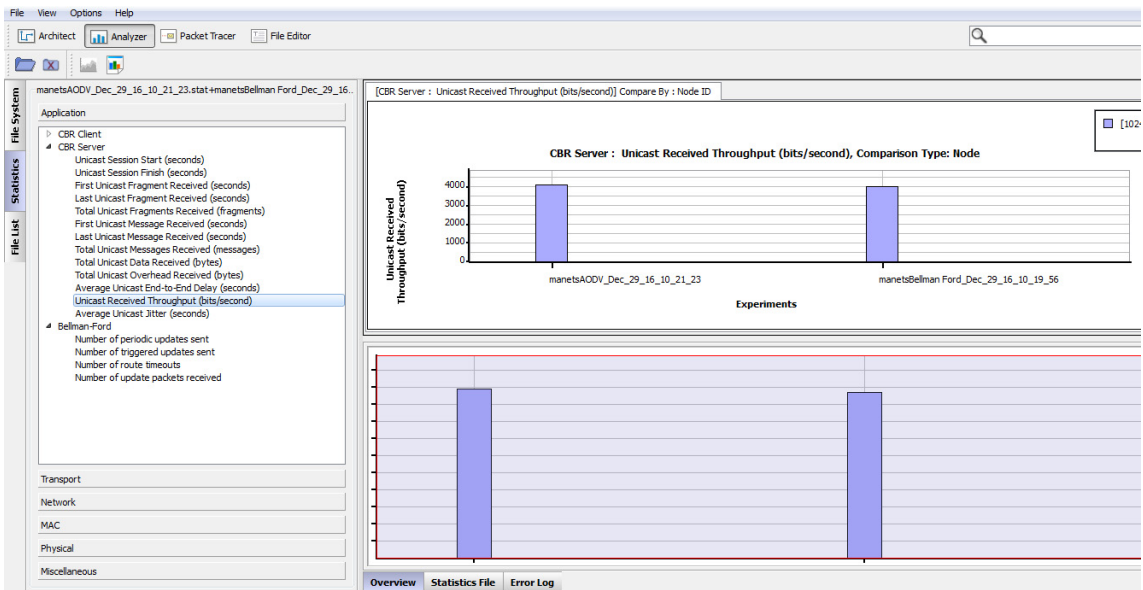 File View Options Help
Architect Analyzer Packet Tracer File Editor
File System
Statistics
File List
manetsAODV_Dec_29_16_10_21_23.stat+manetsBellman Ford_Dec_29_16..
Application
CBR Client
CBR Server
Unicast Session Start (seconds)
Unicast Session Finish (seconds)
First Unicast Fragment Received (seconds)
Last Unicast Fragment Received (seconds)
Total Unicast Fragments Received (fragments)
First Unicast Message Received (seconds)
Last Unicast Message Received (seconds)
Total Unicast Messages Received (messages)
Total Unicast Data Received (bytes)
Total Unicast Overhead Received (bytes)
Average Unicast End-to-End Delay (seconds)
Unicast Received Throughput (bits/second)
Average Unicast Jitter (seconds)
Bellman-Ford
Number of periodic updates sent
Number of triggered updates sent
Number of route timeouts
Number of update packets received
Transport
Network
MAC
Physical
Miscellaneous
[CBR Server : Unicast Received Throughput (bits/second)] Compare By : Node ID
[1024
CBR Server : Unicast Received Throughput (bits/second), Comparison Type: Node
Unicast Received
Throughput (bits/second)
4000
3000
2000
1000
0
manetsAODV_Dec_29_16_10_21_23
manetsBellman Ford_Dec_29_16_10_19_56
Experiments
Overview Statistics File Error Log